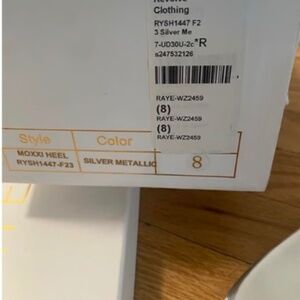 Clothing
RYSH1447 F2
3 Silver Me
7-UD30U-2c*R
s247532126
RAYE-WZ2459
(8)
RAYE-WZ2459
(8)
RAYE-WZ2459
Style Color
MOXXI HEEL
RYSH1447-F23 SILVER METALLIC 8